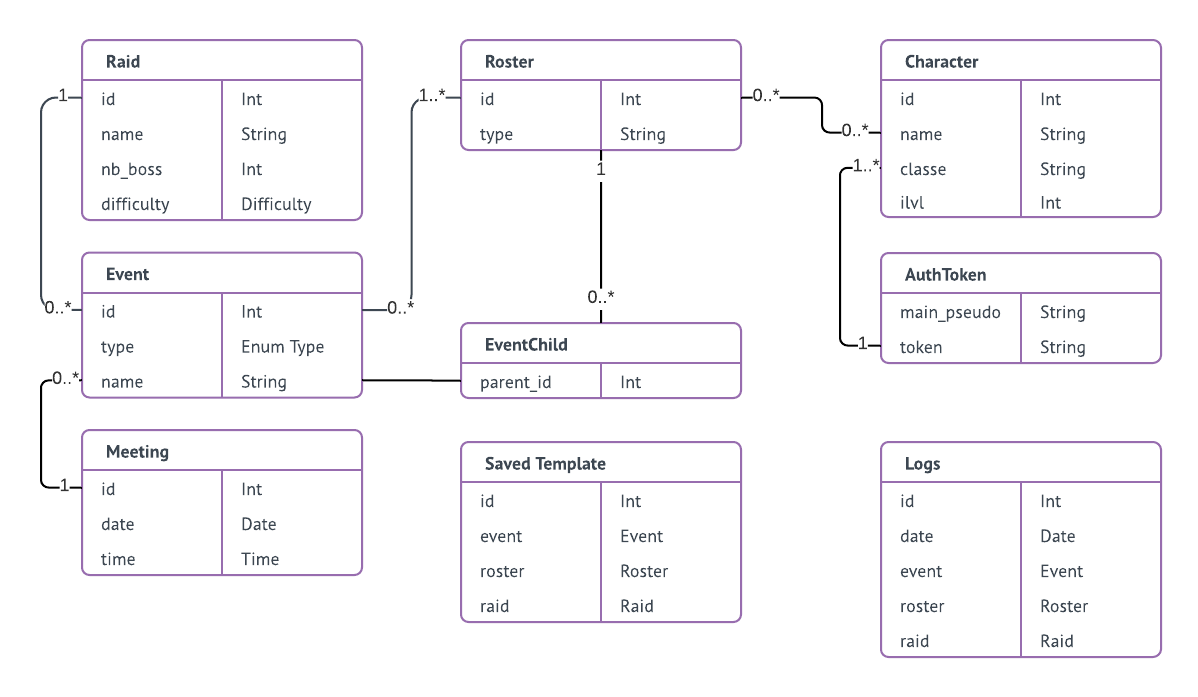 Raid
id Int
name String
nb_boss Int
difficulty Difficulty
1
0..*
Event
id Int
type Enum Type
name String
0..*
1
Meeting
id Int
date Date
time Time
1..*
0..*
Roster
id Int
type String
1
0..*
EventChild
parent_id Int
Saved Template
id Int
event Event
roster Roster
raid Raid
0..*
0..*
1..*
1
Character
id Int
name String
classe String
ilvl Int
AuthToken
main_pseudo String
token String
Logs
id Int
date Date
event Event
roster Roster
raid Raid